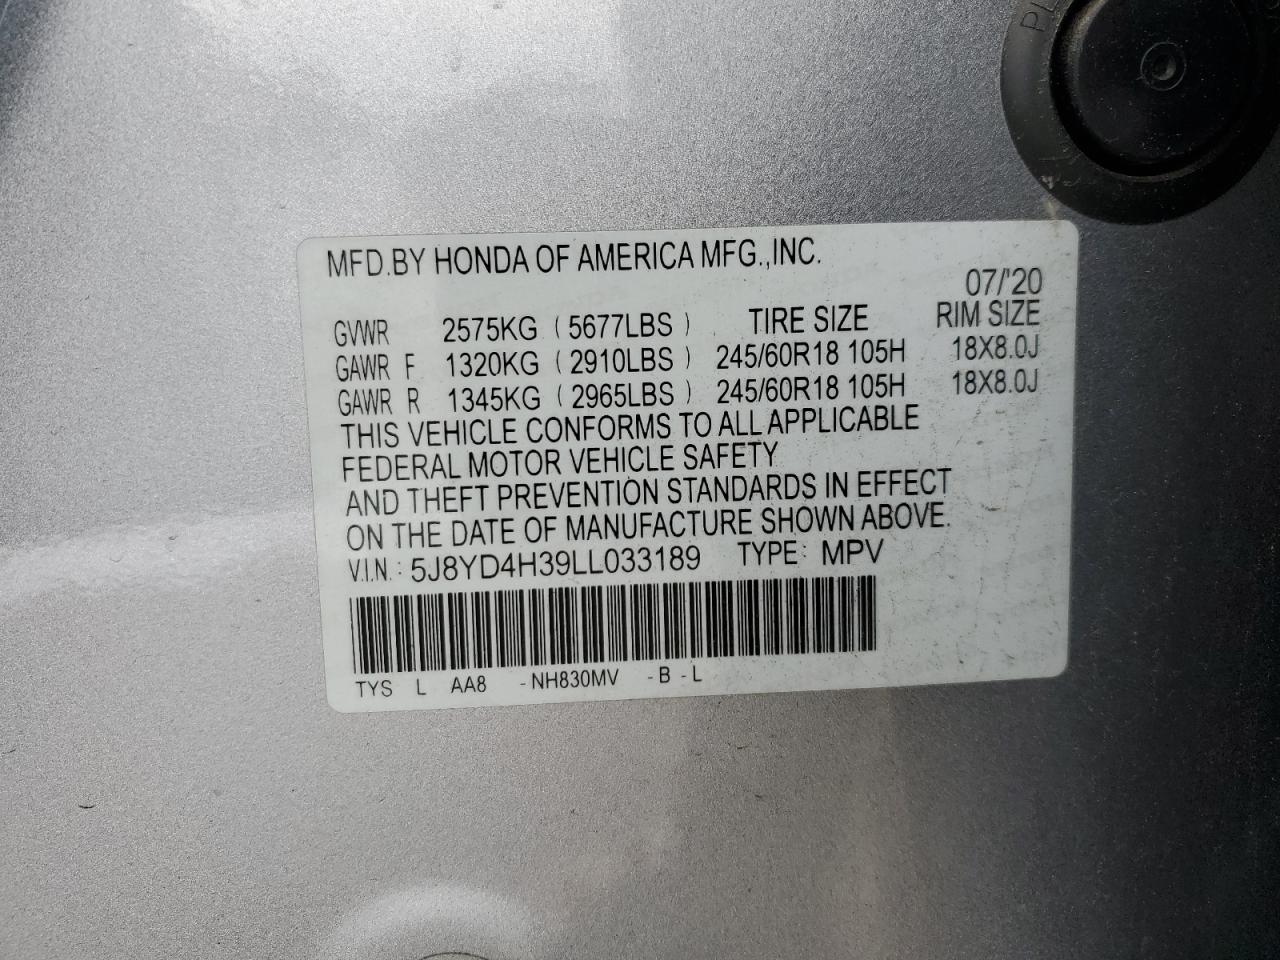 PL
MFD.BY HONDA OF AMERICA MFG.,INC.
07/'20
GVWR 2575KG ( 5677LBS ) TIRE SIZE RIM SIZE
GAWR F 1320KG ( 2910LBS ) 245/60R18 105H 18X8.0J
GAWR R 1345KG ( 2965LBS ) 245/60R18 105H 18X8.0J
THIS VEHICLE CONFORMS TO ALL APPLICABLE
FEDERAL MOTOR VEHICLE SAFETY
AND THEFT PREVENTION STANDARDS IN EFFECT
ON THE DATE OF MANUFACTURE SHOWN ABOVE.
V.I.N.: 5J8YD4H39LL033189 TYPE: MPV
TYS L AA8 -NH830MV -B -L